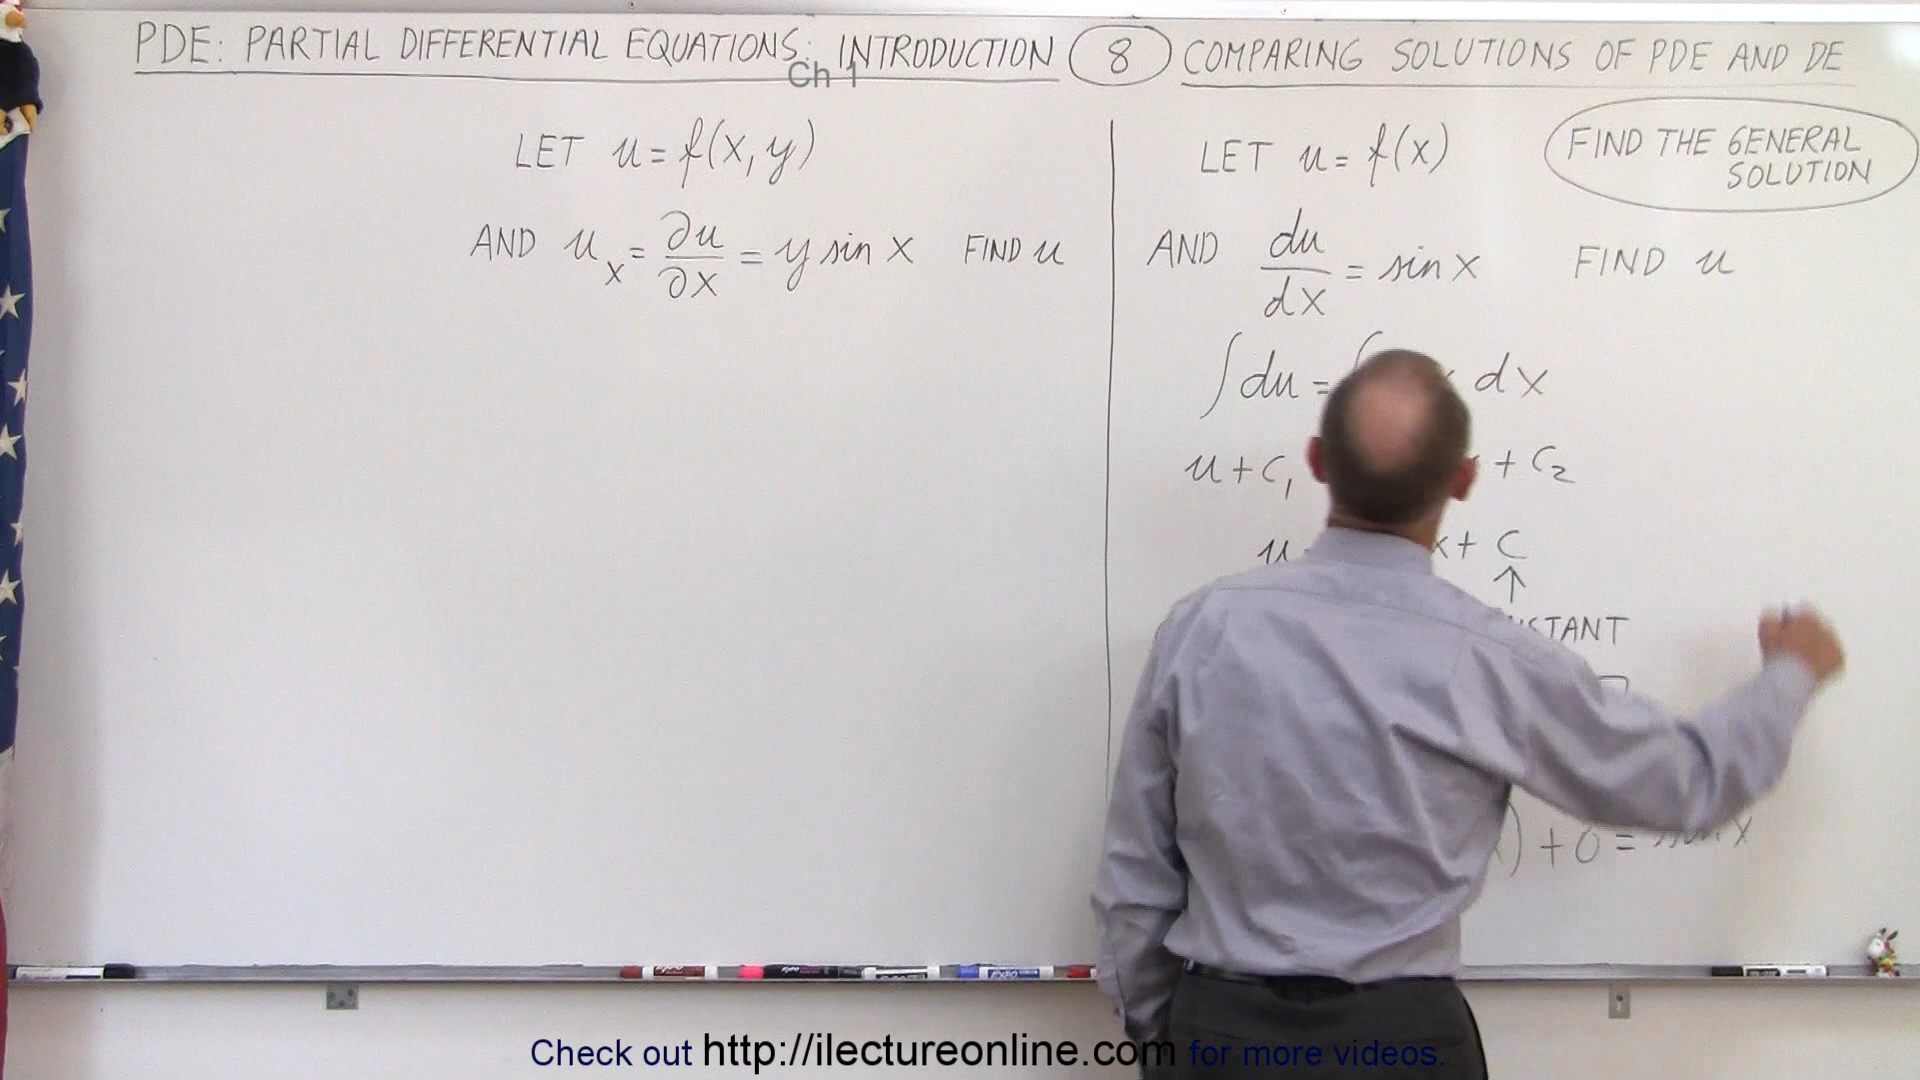 PDE: PARTIAL DIFFERENTIAL EQUATIONS: INTRODUCTION 8 COMPARING SOLUTIONS OF PDE AND DE
Ch 1
LET u = f(x, y)
AND u_x = ∂u/∂x = y sin x FIND u
LET u = f(x)
FIND THE GENERAL
SOLUTION
AND du/dx = sin x FIND u
∫ du = ∫ dx
u + C₁ + C₂
u x + C
↑
) + 0 = sin x
Check out http://ilectureonline.com for more videos.